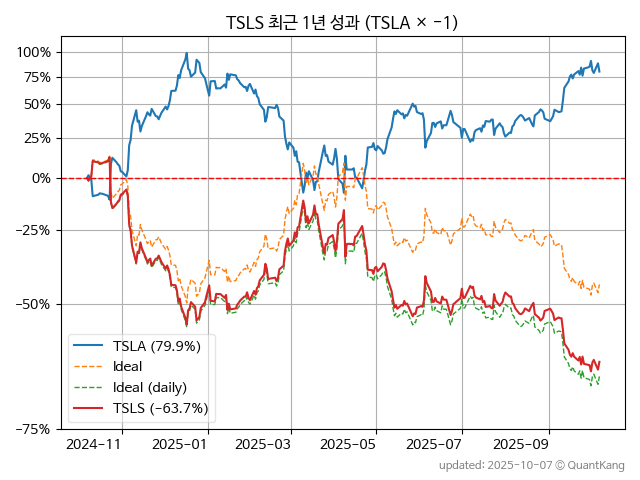 TSLS 최근 1년 성과 (TSLA × −1)
100%
75%
50%
25%
0%
−25%
−50%
−75%
TSLA (79.9%)
Ideal
Ideal (daily)
TSLS (−63.7%)
2024-11
2025-01
2025-03
2025-05
2025-07
2025-09
updated: 2025-10-07 ⓒ QuantKang